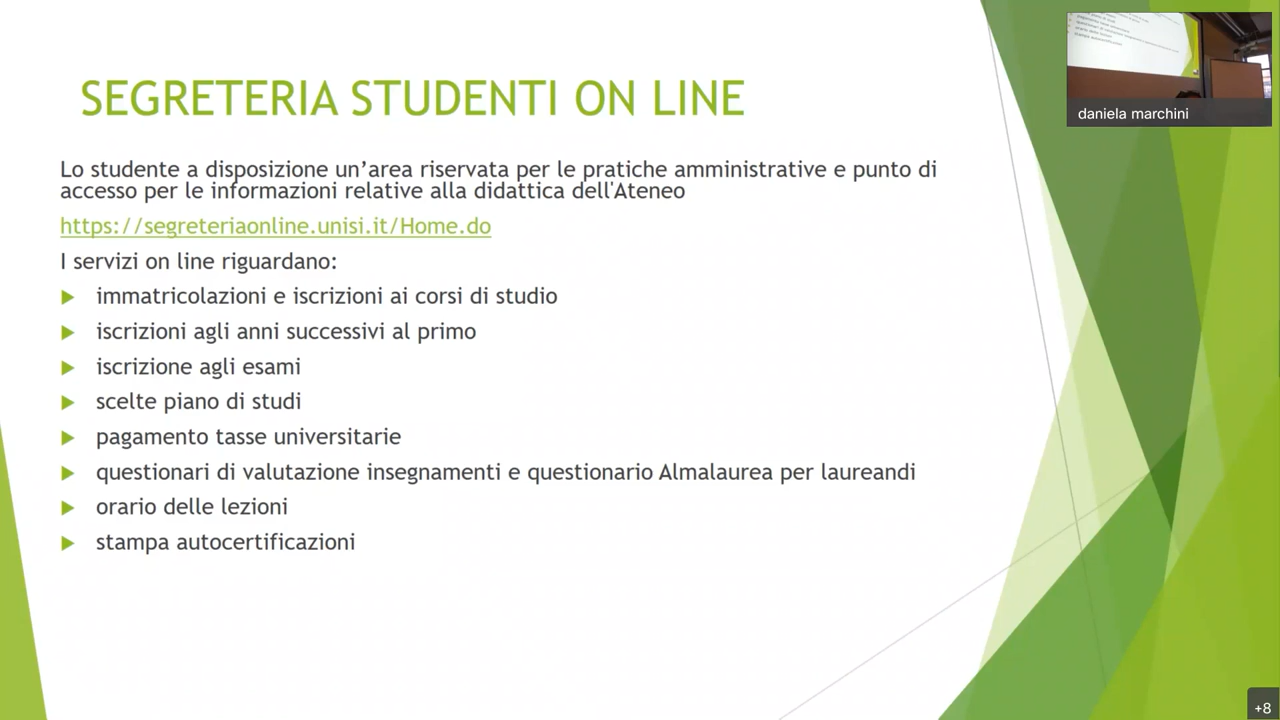 SEGRETERIA STUDENTI ON LINE
Lo studente a disposizione un’area riservata per le pratiche amministrative e punto di
accesso per le informazioni relative alla didattica dell'Ateneo
https://segreteriaonline.unisi.it/Home.do
I servizi on line riguardano:
immatricolazioni e iscrizioni ai corsi di studio
iscrizioni agli anni successivi al primo
iscrizione agli esami
scelte piano di studi
pagamento tasse universitarie
questionari di valutazione insegnamenti e questionario Almalaurea per laureandi
orario delle lezioni
stampa autocertificazioni
daniela marchini
+8